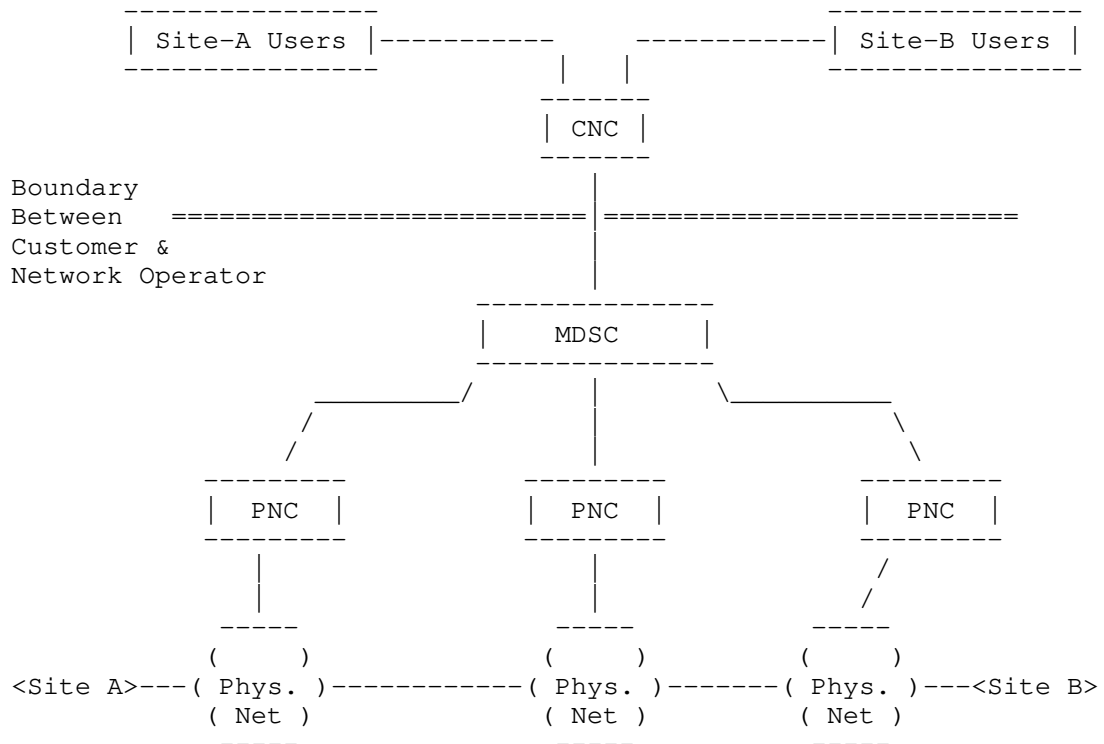 Site-A Users Site-B Users
CNC
Boundary
Between
Customer &
Network Operator
MDSC
PNC PNC PNC
<Site A>---( Phys. )------------( Phys. )-------( Phys. )---<Site B>
( Net ) ( Net ) ( Net )